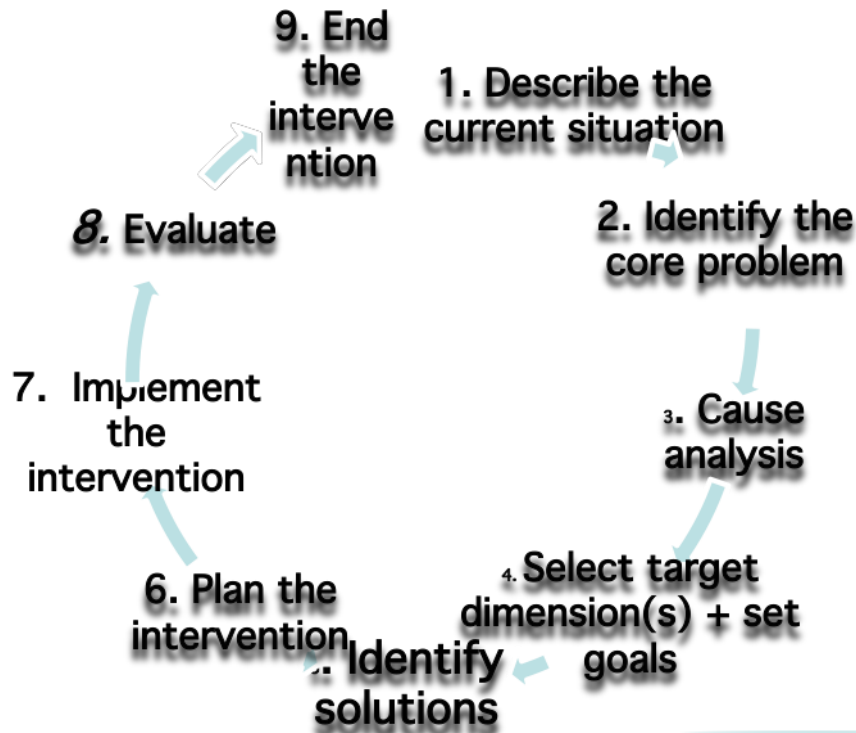 1. Describe the
current situation
2. Identify the
core problem
3. Cause
analysis
4. Select target
dimension(s) + set
goals
. Identify
solutions
6. Plan the
intervention
7. Implement
the
intervention
8. Evaluate
9. End
the
interve
ntion